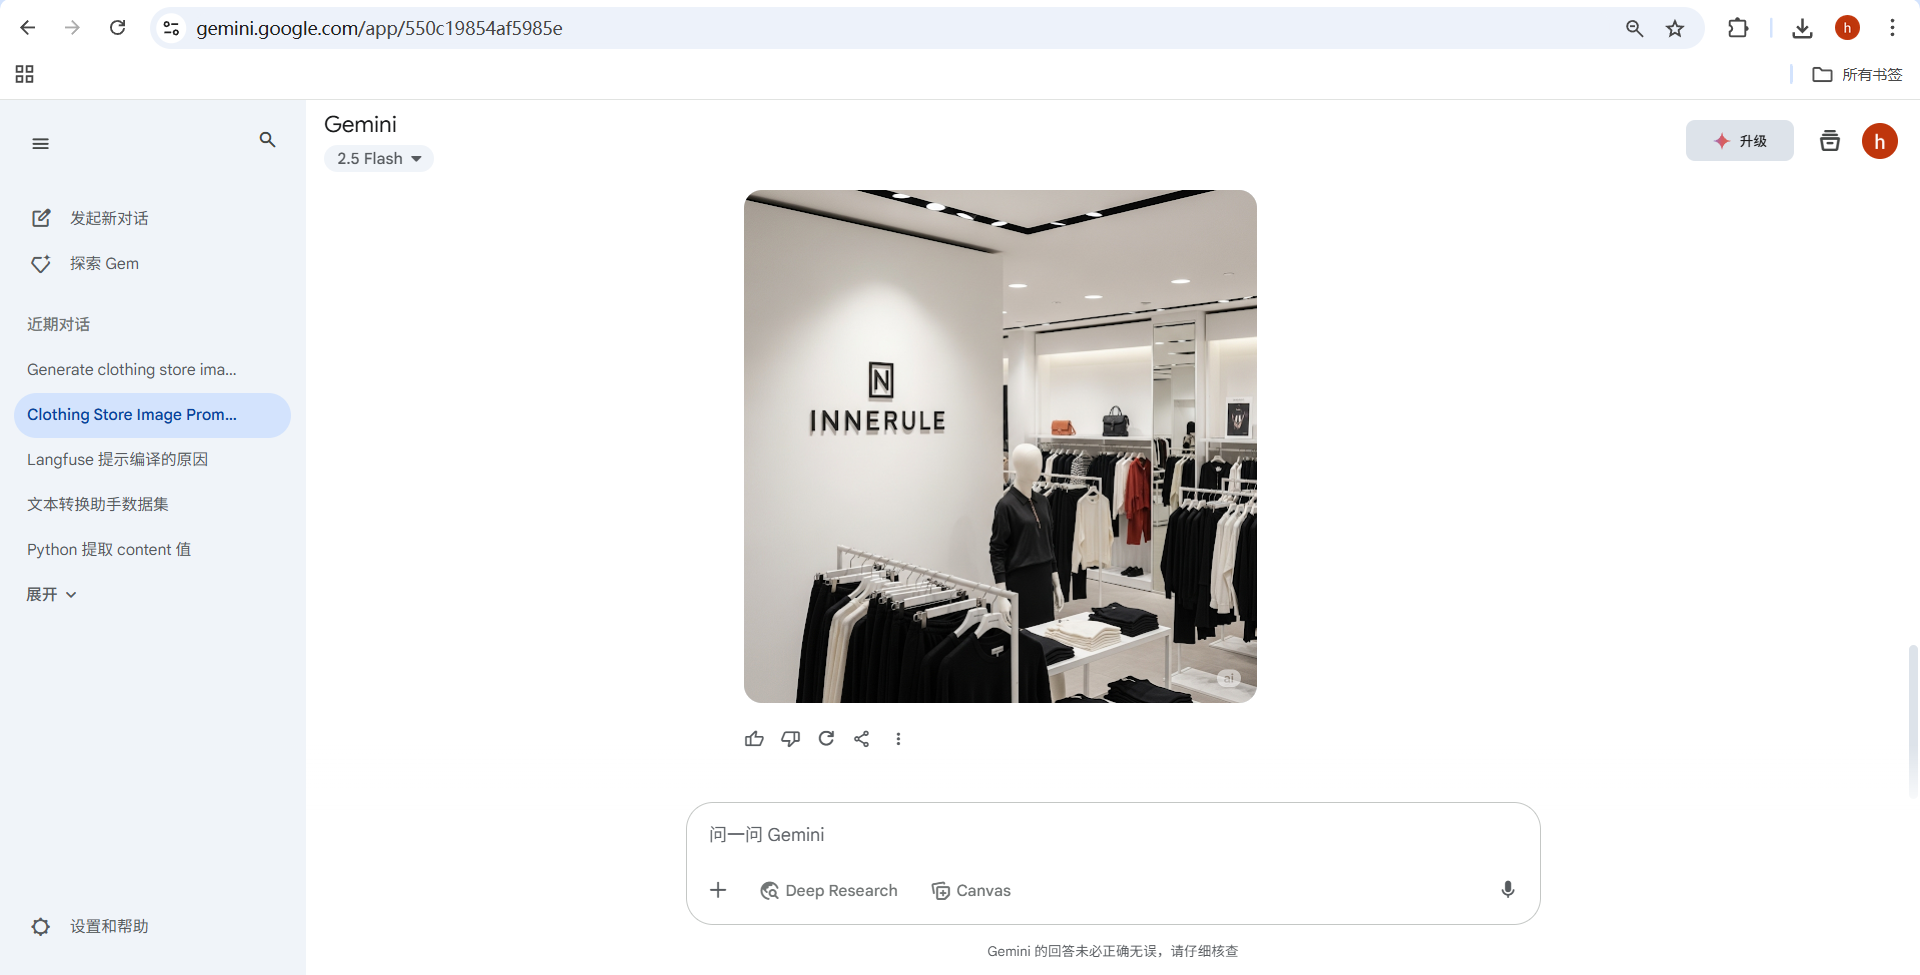 gemini.google.com/app/550c19854af5985e
h
所有书签
Gemini
2.5 Flash
升级
h
发起新对话
探索 Gem
近期对话
Generate clothing store ima...
Clothing Store Image Prom...
Langfuse 提示编译的原因
文本转换助手数据集
Python 提取 content 值
展开
设置和帮助
N
INNERULE
ai
问一问 Gemini
Deep Research
Canvas
Gemini 的回答未必正确无误，请仔细核查